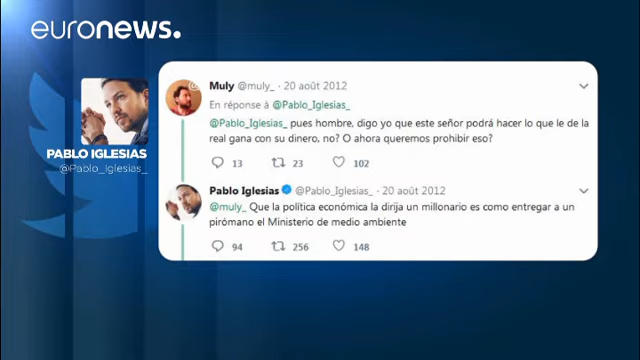 euronews.
Muly @muly_ · 20 août 2012
En réponse à @Pablo_Iglesias_
@Pablo_Iglesias_ pues hombre, digo yo que este señor podrá hacer lo que le de la
real gana con su dinero, no? O ahora queremos prohibir eso?
13 23 102
PABLO IGLESIAS
@Pablo_Iglesias_
Pablo Iglesias @Pablo_Iglesias_ · 20 août 2012
@muly_ Que la política económica la dirija un millonario es como entregar a un
pirómano el Ministerio de medio ambiente
94 256 148